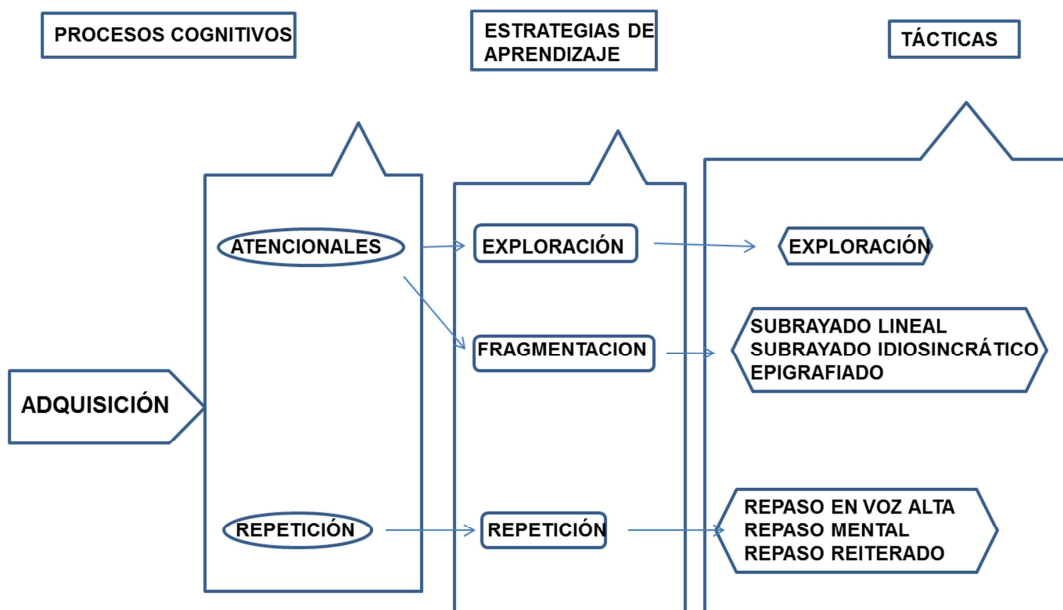 PROCESOS COGNITIVOS
ESTRATEGIAS DE
APRENDIZAJE
TÁCTICAS
ATENCIONALES
EXPLORACIÓN
EXPLORACIÓN
FRAGMENTACION
SUBRAYADO LINEAL
SUBRAYADO IDIOSINCRÁTICO
EPIGRAFIADO
ADQUISICIÓN
REPETICIÓN
REPETICIÓN
REPASO EN VOZ ALTA
REPASO MENTAL
REPASO REITERADO